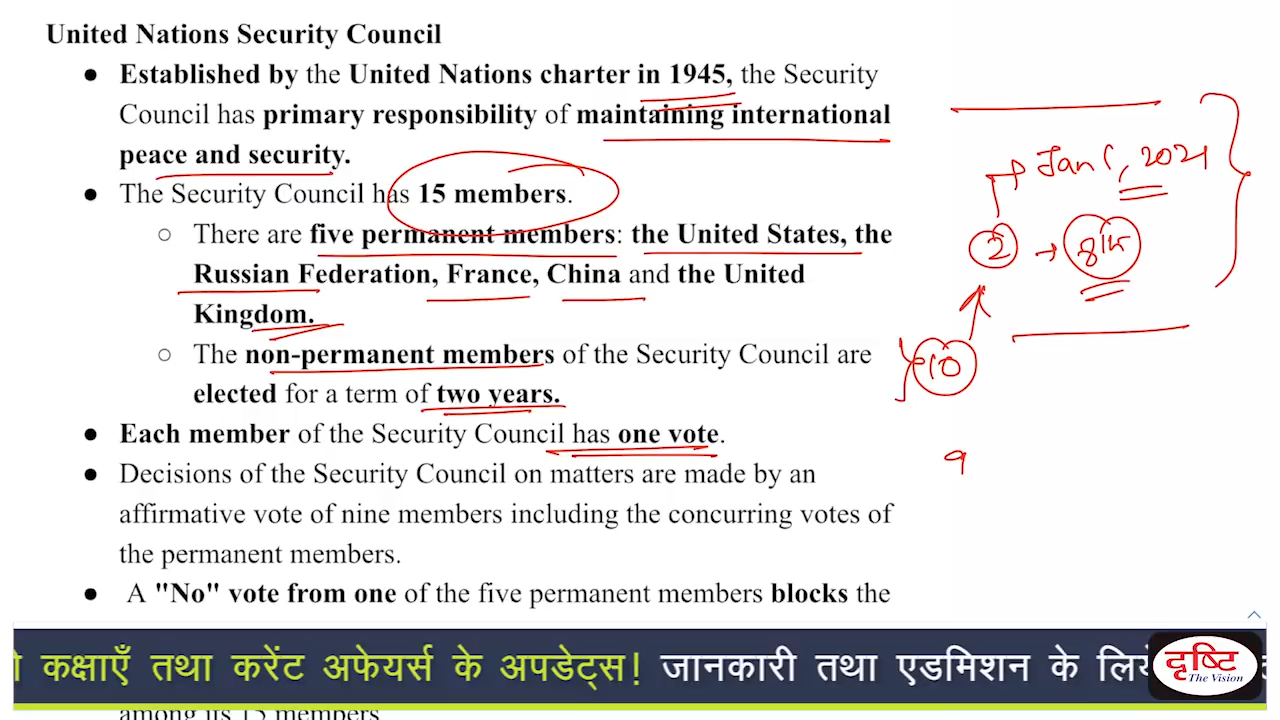 United Nations Security Council
● Established by the United Nations charter in 1945, the Security
Council has primary responsibility of maintaining international
peace and security.
● The Security Council has 15 members.
○ There are five permanent members: the United States, the
Russian Federation, France, China and the United
Kingdom.
○ The non-permanent members of the Security Council are
elected for a term of two years.
● Each member of the Security Council has one vote.
● Decisions of the Security Council on matters are made by an
affirmative vote of nine members including the concurring votes of
the permanent members.
● A "No" vote from one of the five permanent members blocks the
among its 15 members
Jan 1, 2021
2 → 8th
10
9
कक्षाएँ तथा करेंट अफेयर्स के अपडेट्स! जानकारी तथा एडमिशन के लिये
दृष्टि
The Vision